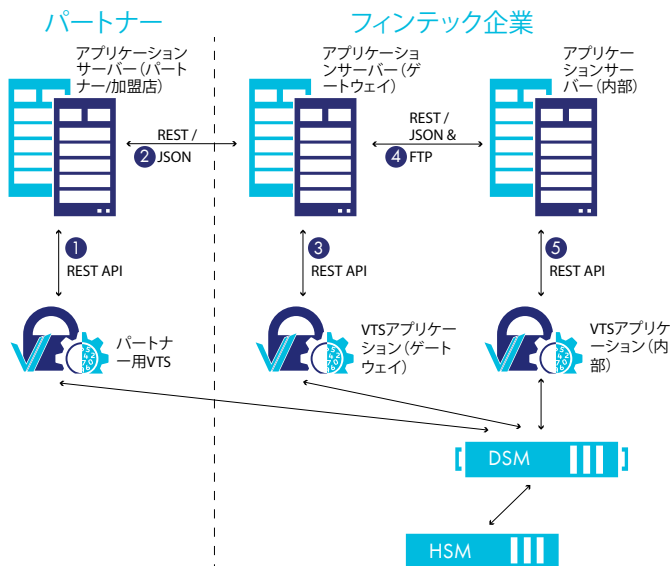 パートナー
フィンテック企業
アプリケーション
サーバー（パート
ナー/加盟店）
アプリケーショ
ンサーバー（ゲ
ートウェイ）
アプリケ
ーションサー
バー（内部）
REST /
2 JSON
REST /
JSON &
4 FTP
1
REST API
3
REST API
5
REST API
パートナ
ー用VTS
VTSアプリケー
ション（ゲート
ウェイ）
VTSアプリケ
ーション（内
部）
DSM
HSM